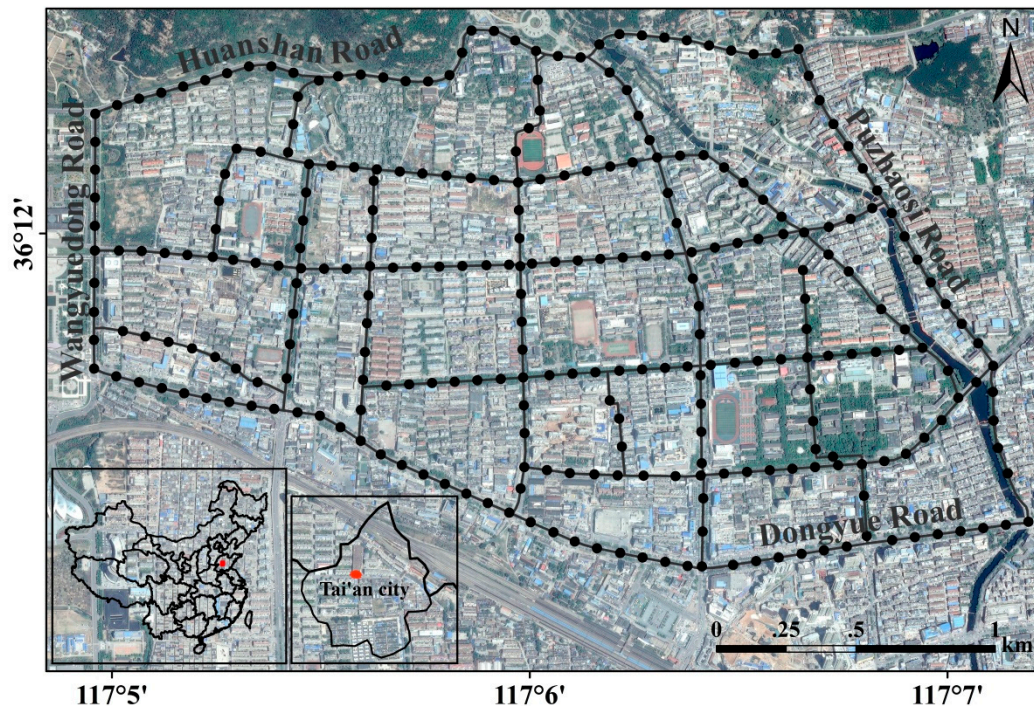 Huanshan Road
N
Wangyuedong Road
Puzhaosi Road
36°12'
Dongyue Road
Tai'an city
0 .25 .5 1
km
117°5' 117°6' 117°7'